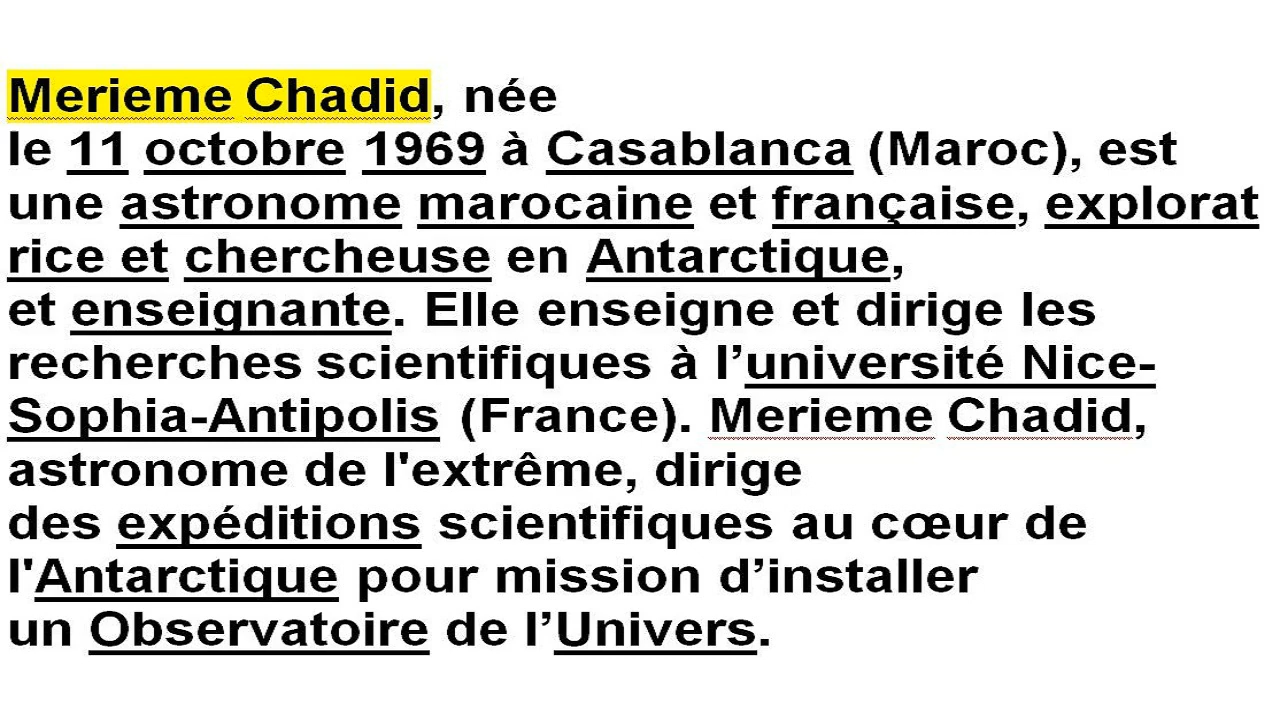 Merieme Chadid, née
le 11 octobre 1969 à Casablanca (Maroc), est
une astronome marocaine et française, explorat
rice et chercheuse en Antarctique,
et enseignante. Elle enseigne et dirige les
recherches scientifiques à l’université Nice-
Sophia-Antipolis (France). Merieme Chadid,
astronome de l'extrême, dirige
des expéditions scientifiques au cœur de
l'Antarctique pour mission d’installer
un Observatoire de l’Univers.